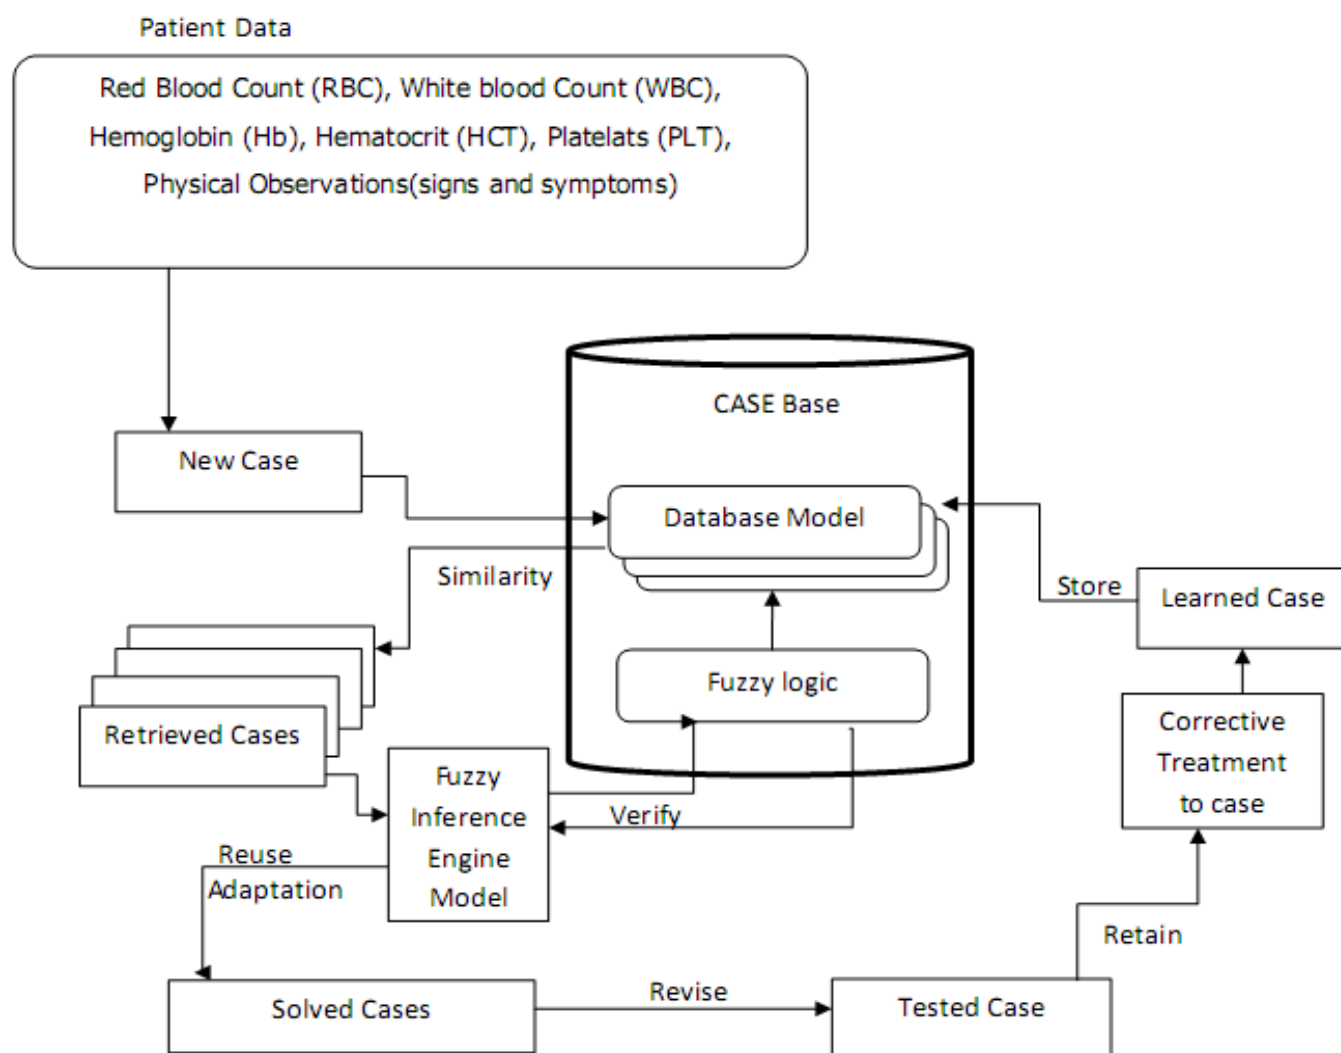 Patient Data
Red Blood Count (RBC), White blood Count (WBC),
Hemoglobin (Hb), Hematocrit (HCT), Platelats (PLT),
Physical Observations(signs and symptoms)
CASE Base
New Case
Database Model
Similarity
Store
Learned Case
Fuzzy logic
Retrieved Cases
Corrective
Treatment
to case
Fuzzy
Inference
Engine
Model
Verify
Reuse
Adaptation
Retain
Solved Cases
Revise
Tested Case